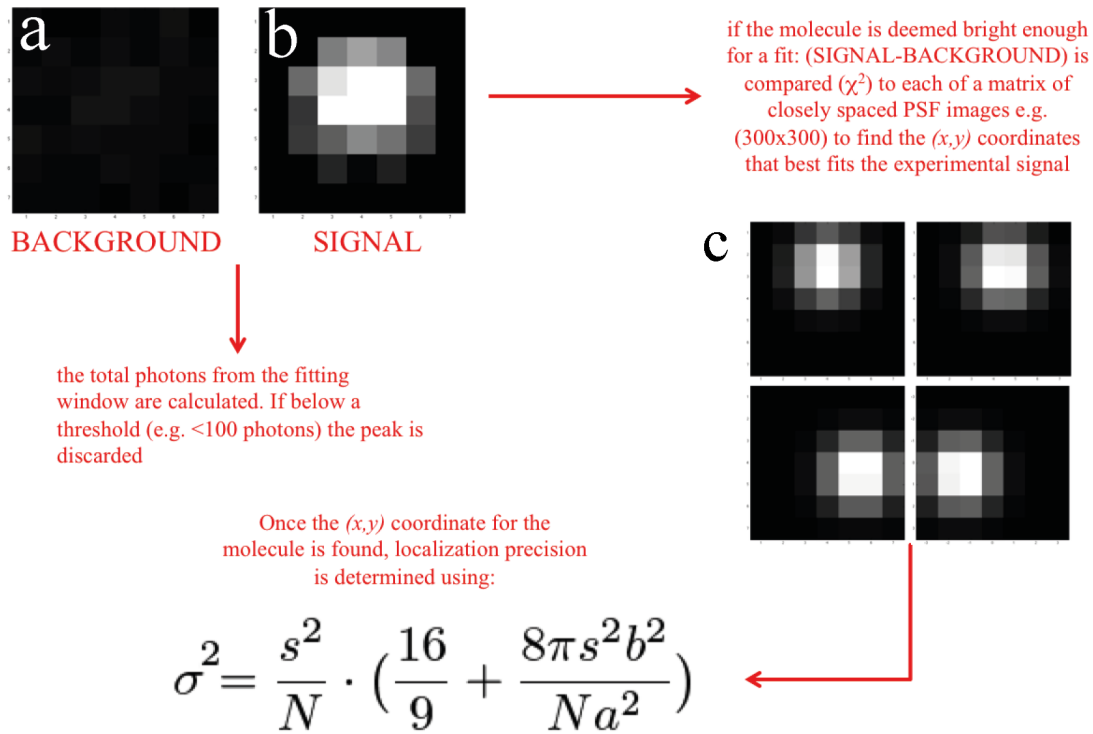 a
b
BACKGROUND
SIGNAL
if the molecule is deemed bright enough
for a fit: (SIGNAL-BACKGROUND) is
compared (χ²) to each of a matrix of
closely spaced PSF images e.g.
(300x300) to find the (x,y) coordinates
that best fits the experimental signal
c
the total photons from the fitting
window are calculated. If below a
threshold (e.g. <100 photons) the peak is
discarded
Once the (x,y) coordinate for the
molecule is found, localization precision
is determined using:
σ² = s²/N · (16/9 + 8πs²b²/Na²)